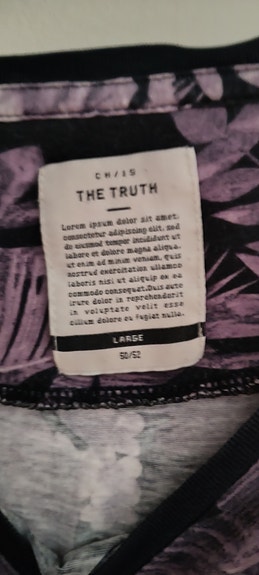 CH/15
THE TRUTH
Lorem ipsum dolor sit amet.
consectetur adipiscing elit, sed
do eiusmod tempor incididunt ut
labore et dolore magna aliqua.
ut enim ad minim veniam, quis
nostrud exercitation ullamco
laboris nisi ut aliquip ex ea
commodo consequat.Duis aute
irure dolor in reprehenderit
in voluptate velit esse
cillum dolore eu fugiat nulla.
LARGE
50/52